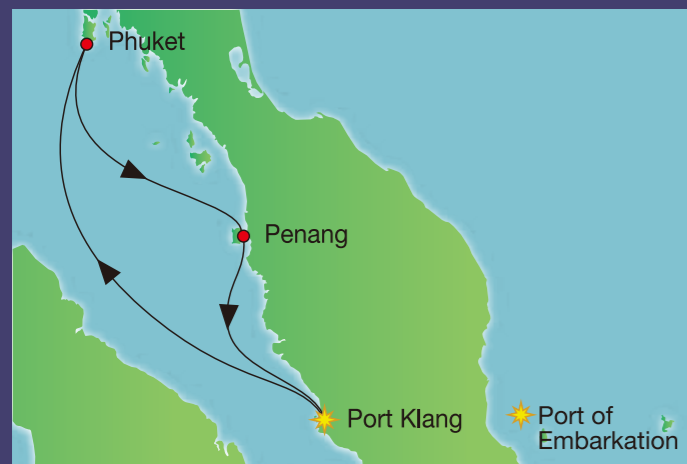 Phuket
Penang
Port Klang
Port of
Embarkation